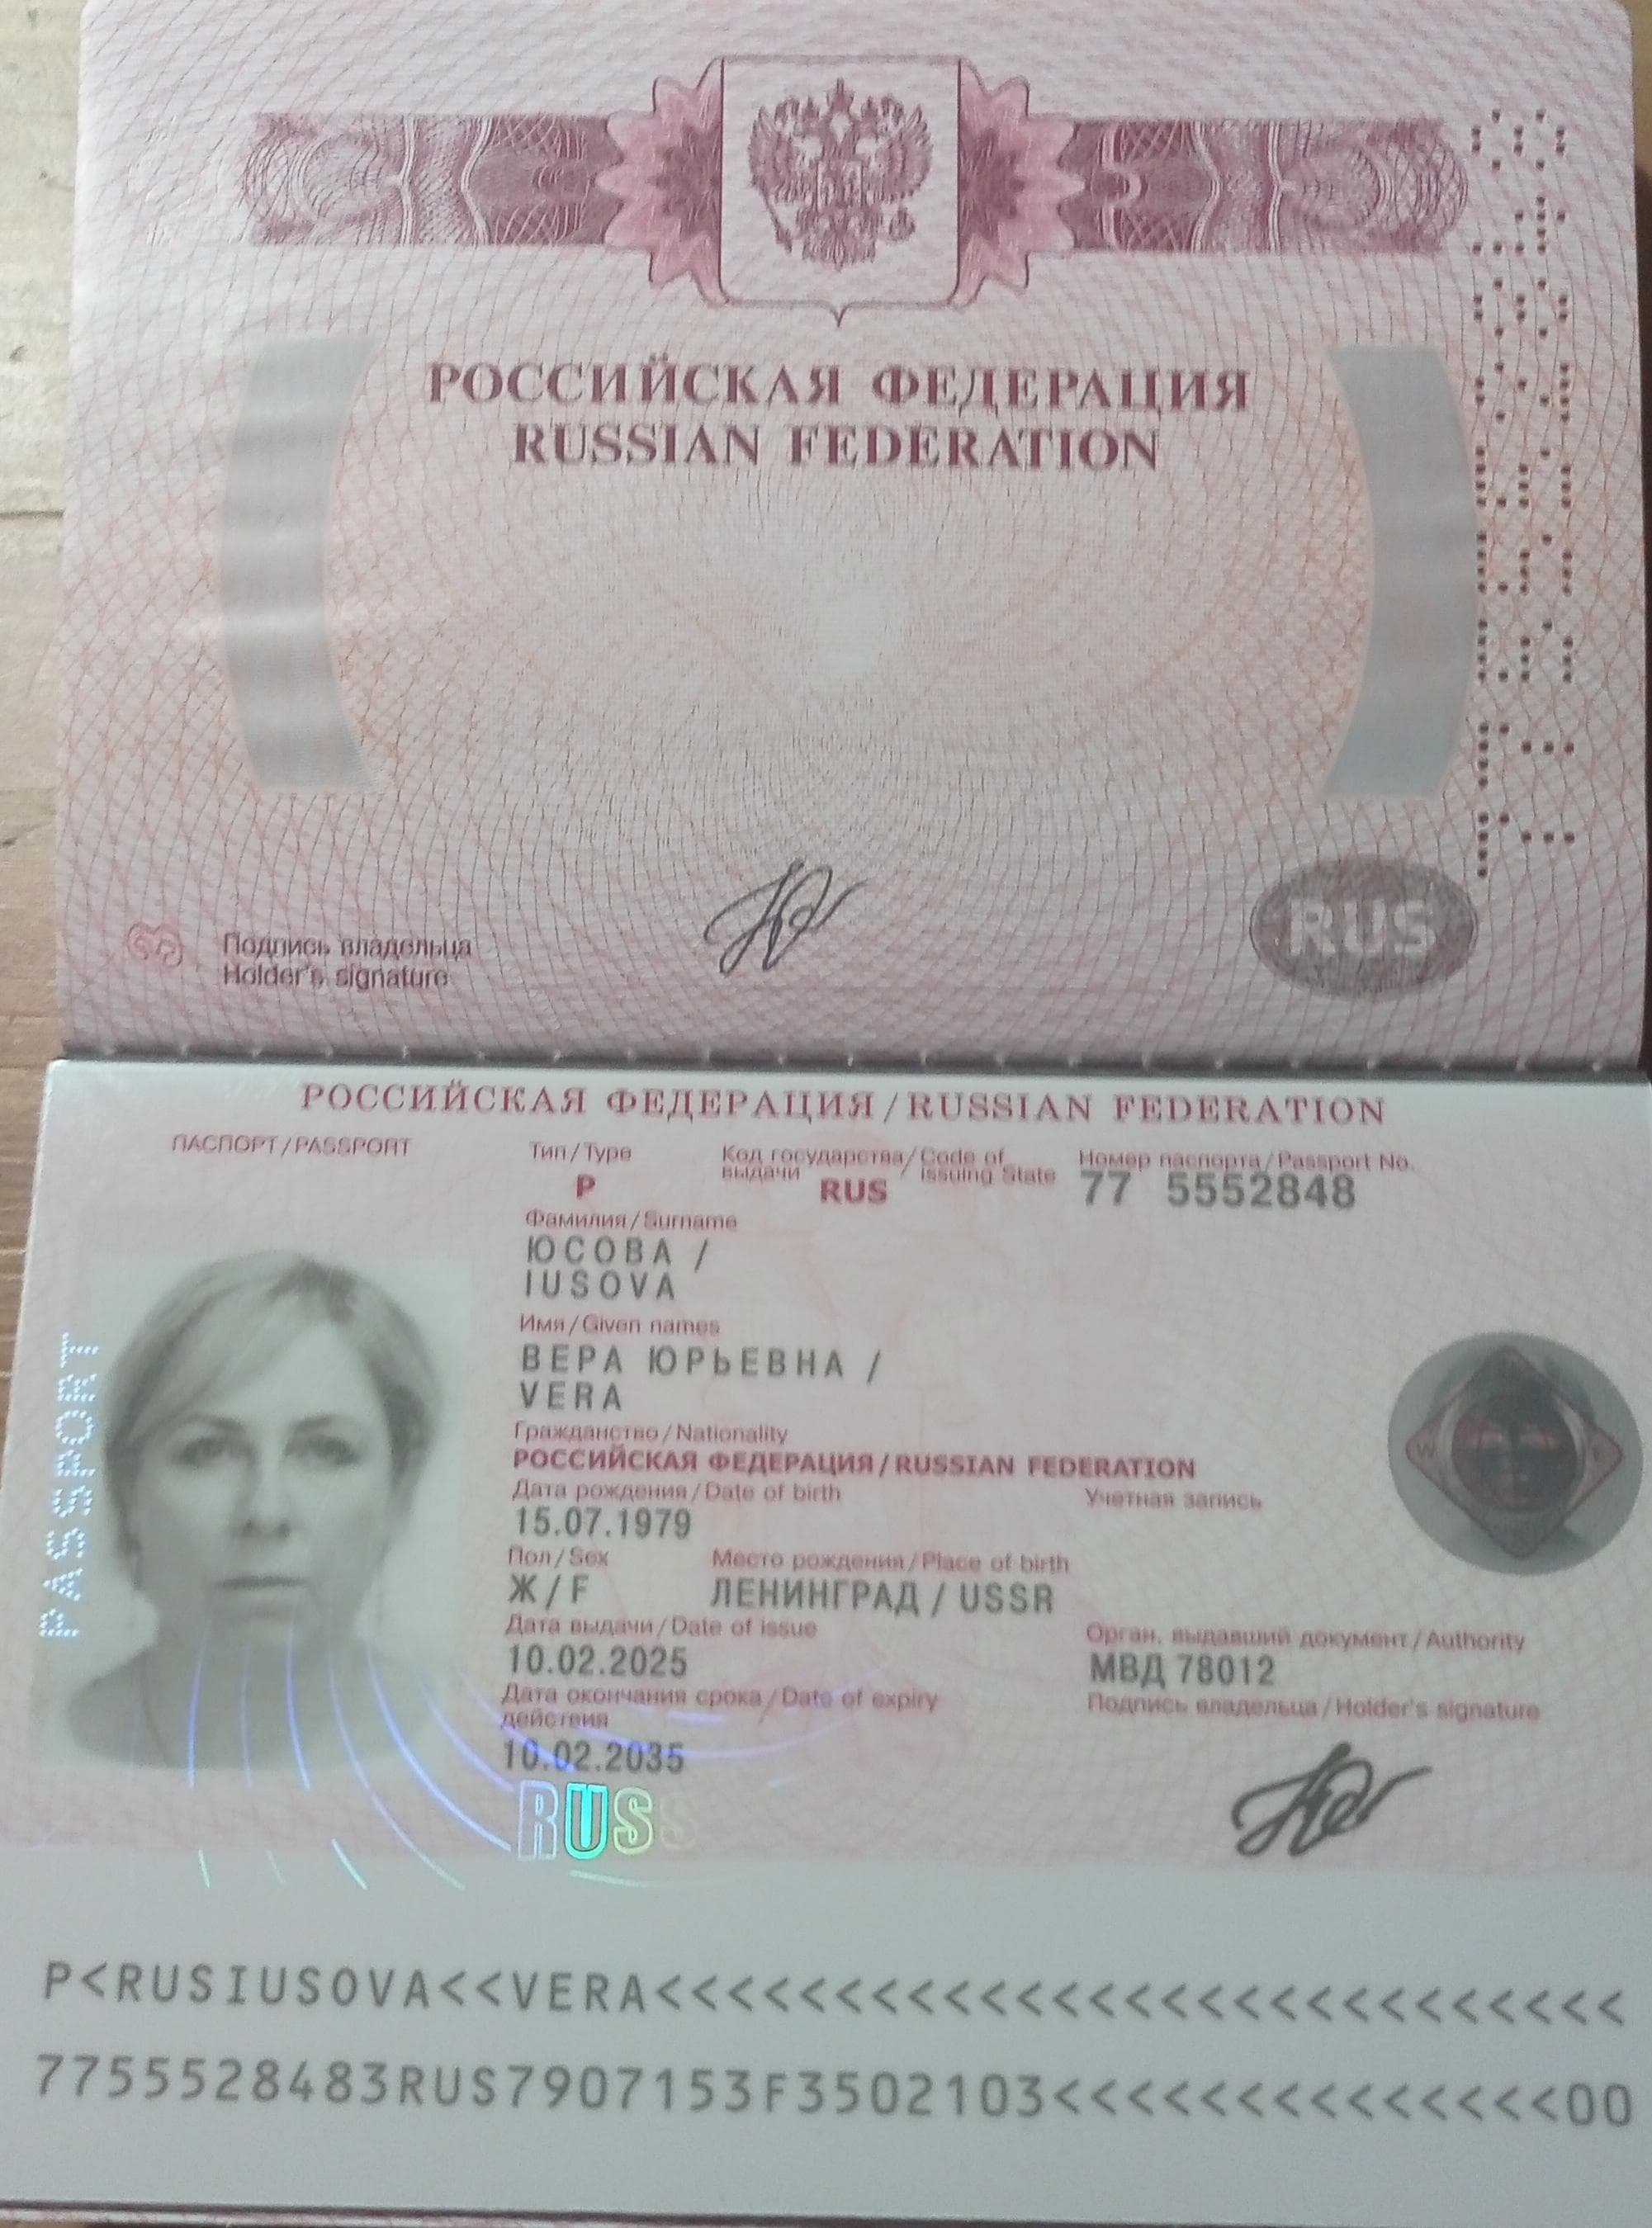 РОССИЙСКАЯ ФЕДЕРАЦИЯ
RUSSIAN FEDERATION
Подпись владельца
Holder's signature
RUS
РОССИЙСКАЯ ФЕДЕРАЦИЯ/RUSSIAN FEDERATION
ПАСПОРТ/PASSPORT
Тип/Type
P
Код государства/Code of
выдачи issuing State
RUS
Номер паспорта/Passport No.
77 5552848
Фамилия/Surname
ЮСОВА /
IUSOVA
Имя/Given names
ВЕРА ЮРЬЕВНА /
VERA
Гражданство/Nationality
РОССИЙСКАЯ ФЕДЕРАЦИЯ/RUSSIAN FEDERATION
Дата рождения/Date of birth
Учетная запись
15.07.1979
Пол/Sex
Место рождения/Place of birth
Ж/F
ЛЕНИНГРАД/USSR
Дата выдачи/Date of issue
Орган, выдавший документ/Authority
10.02.2025
МВД 78012
Дата окончания срока/Date of expiry
действия
Подпись владельца/Holder's signature
10.02.2035
PASSPORT
RUS
P<RUSIUSOVA<<VERA<<<<<<<<<<<<<<<<<<<<<<<<<<<
7755528483RUS7907153F3502103<<<<<<<<<<<<<<00